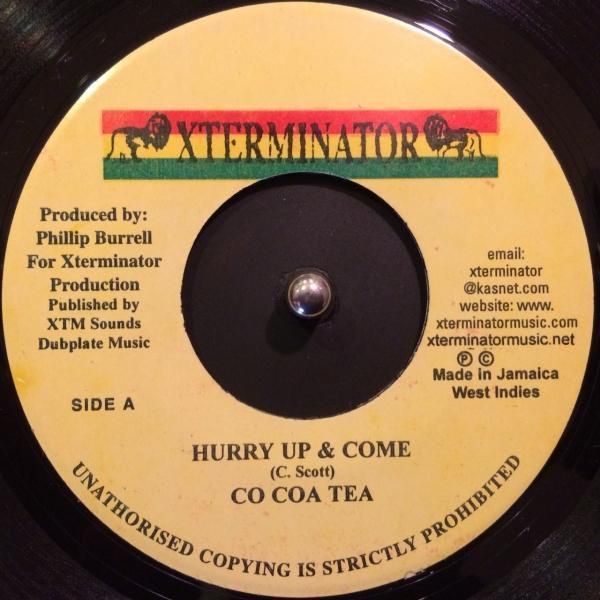 XTERMINATOR
Produced by:
Phillip Burrell
For Xterminator
Production
Published by
XTM Sounds
Dubplate Music
SIDE A
email:
xterminator
@kasnet.com
website: www.
xterminatormusic.com
xterminatormusic.net
Ⓟ ©
Made in Jamaica
West Indies
HURRY UP & COME
(C. Scott)
CO COA TEA
UNATHORISED COPYING IS STRICTLY PROHIBITED